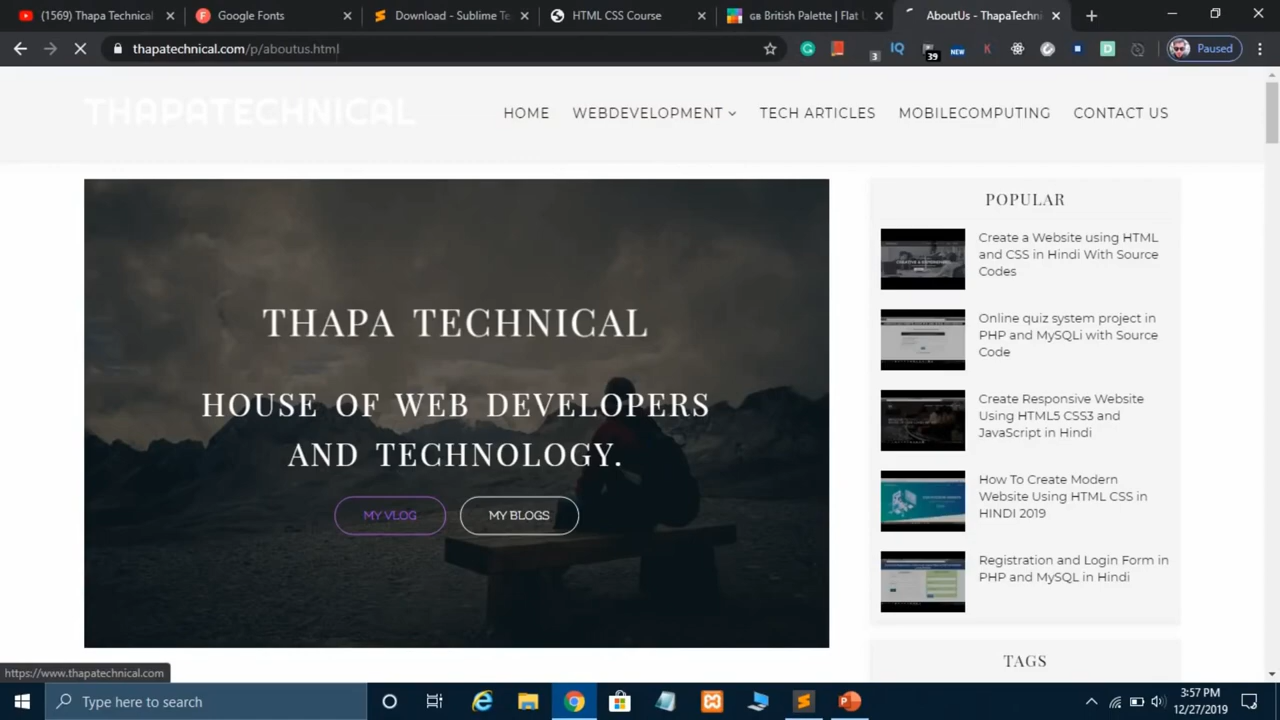 (1569) Thapa Technical
Google Fonts
Download - Sublime Te
HTML CSS Course
GB British Palette | Flat U
AboutUs - ThapaTechni
thapatechnical.com/p/aboutus.html
3
39
NEW
Paused
THAPATECHNICAL
HOME
WEBDEVELOPMENT
TECH ARTICLES
MOBILECOMPUTING
CONTACT US
THAPA TECHNICAL
HOUSE OF WEB DEVELOPERS
AND TECHNOLOGY.
MY VLOG
MY BLOGS
POPULAR
Create a Website using HTML
and CSS in Hindi With Source
Codes
Online quiz system project in
PHP and MySQLi with Source
Code
Create Responsive Website
Using HTML5 CSS3 and
JavaScript in Hindi
How To Create Modern
Website Using HTML CSS in
HINDI 2019
Registration and Login Form in
PHP and MySQL in Hindi
TAGS
https://www.thapatechnical.com
Type here to search
3:57 PM
12/27/2019